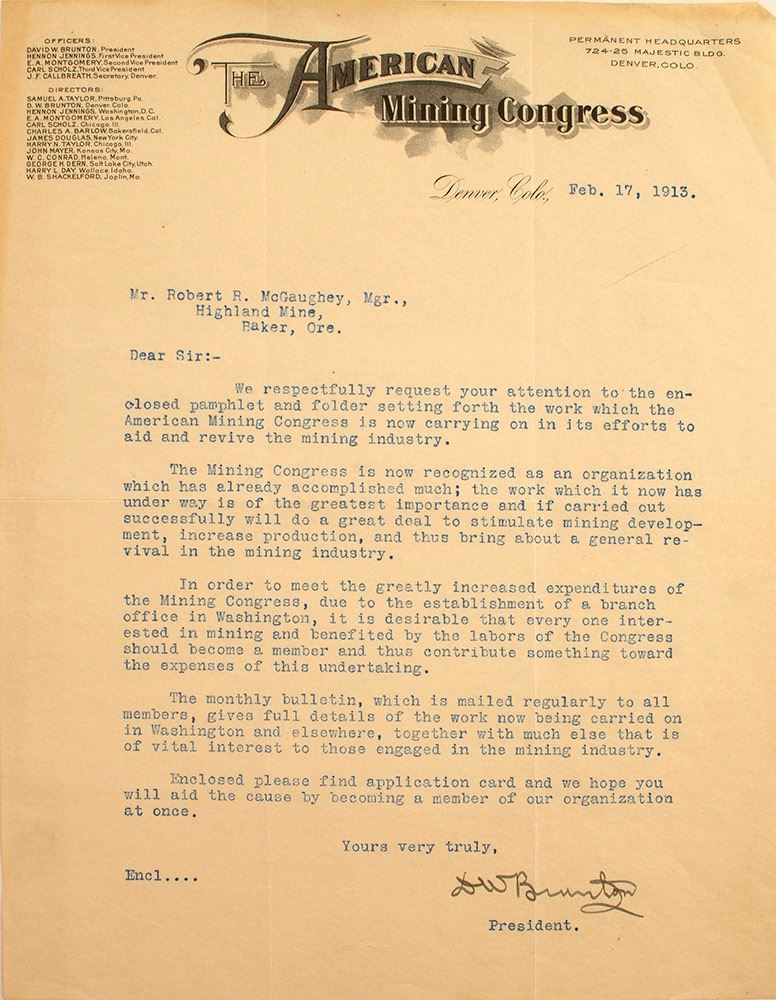 OFFICERS:
DAVID W. BRUNTON, President
HENNON JENNINGS, First Vice President
E. A. MONTGOMERY, Second Vice President
CARL SCHOLZ, Third Vice President
J. F. CALLBREATH, Secretary, Denver.
DIRECTORS:
SAMUEL A. TAYLOR, Pittsburg, Pa.
D. W. BRUNTON, Denver, Colo.
HENNON JENNINGS, Washington, D. C.
E. A. MONTGOMERY, Los Angeles, Cal.
CARL SCHOLZ, Chicago, Ill.
CHARLES A. BARLOW, Bakersfield, Cal.
JAMES DOUGLAS, New York City
HARRY N. TAYLOR, Chicago, Ill.
JOHN MAYER, Kansas City, Mo.
W. C. CONRAD, Helena, Mont.
GEORGE H. DERN, Salt Lake City, Utah.
HARRY L. DAY, Wallace, Idaho.
W. B. SHACKELFORD, Joplin, Mo.
THE AMERICAN
Mining Congress
PERMANENT HEADQUARTERS
724-25 MAJESTIC BLDG.
DENVER, COLO.
Denver, Colo., Feb. 17, 1913.
Mr. Robert R. McGaughey, Mgr.,
Highland Mine,
Baker, Ore.
Dear Sir:-
We respectfully request your attention to the en-
closed pamphlet and folder setting forth the work which the
American Mining Congress is now carrying on in its efforts to
aid and revive the mining industry.
The Mining Congress is now recognized as an organization
which has already accomplished much; the work which it now has
under way is of the greatest importance and if carried out
successfully will do a great deal to stimulate mining develop-
ment, increase production, and thus bring about a general re-
vival in the mining industry.
In order to meet the greatly increased expenditures of
the Mining Congress, due to the establishment of a branch
office in Washington, it is desirable that every one inter-
ested in mining and benefited by the labors of the Congress
should become a member and thus contribute something toward
the expenses of this undertaking.
The monthly bulletin, which is mailed regularly to all
members, gives full details of the work now being carried on
in Washington and elsewhere, together with much else that is
of vital interest to those engaged in the mining industry.
Enclosed please find application card and we hope you
will aid the cause by becoming a member of our organization
at once.
Yours very truly,
Encl....
D W Brunton
President.